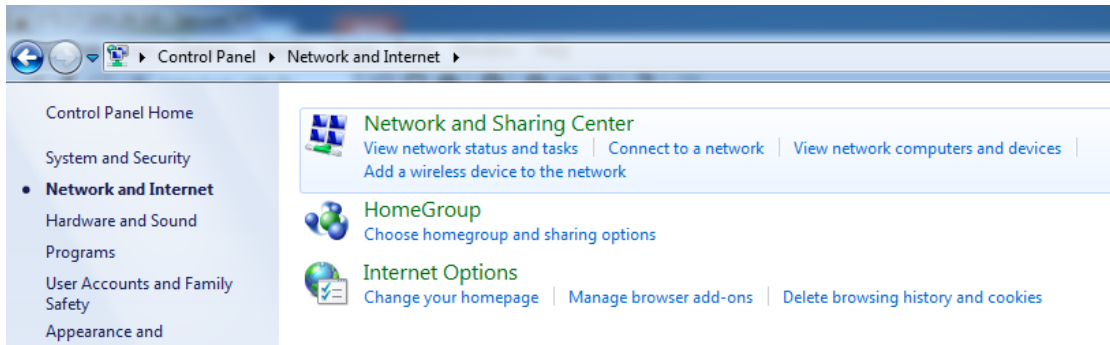 Control Panel Network and Internet
Control Panel Home
System and Security
Network and Internet
Hardware and Sound
Programs
User Accounts and Family
Safety
Appearance and
Network and Sharing Center
View network status and tasks Connect to a network View network computers and devices
Add a wireless device to the network
HomeGroup
Choose homegroup and sharing options
Internet Options
Change your homepage Manage browser add-ons Delete browsing history and cookies